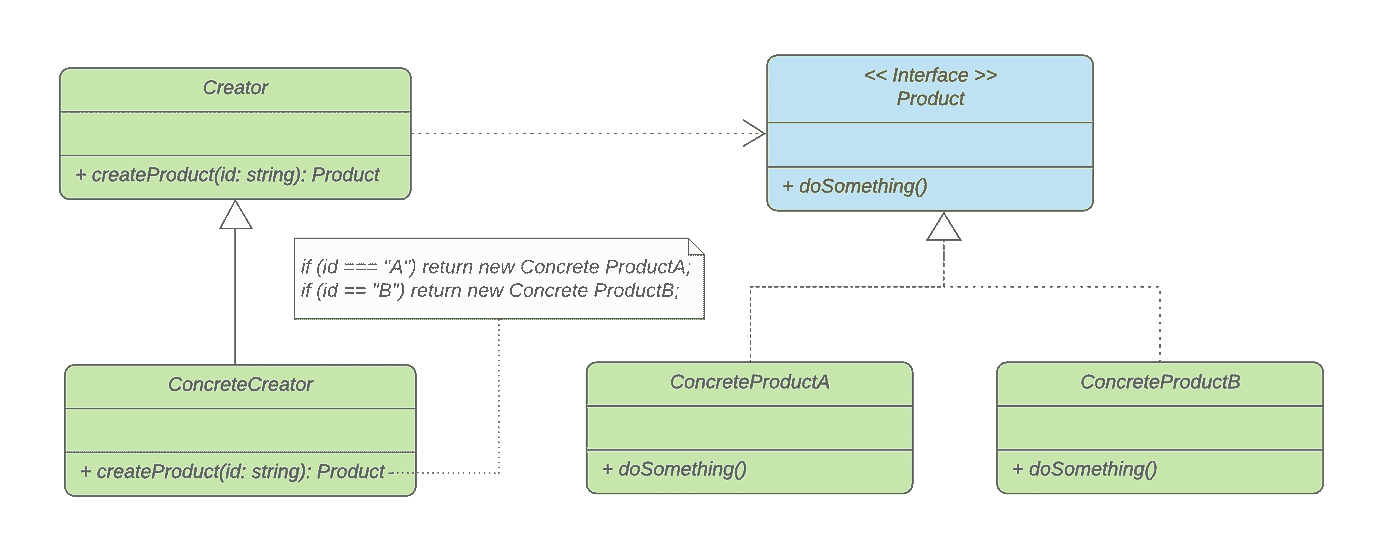 Creator
+ createProduct(id: string): Product
<< Interface >>
Product
+ doSomething()
if (id === "A") return new Concrete ProductA;
if (id == "B") return new Concrete ProductB;
ConcreteCreator
+ createProduct(id: string): Product
ConcreteProductA
+ doSomething()
ConcreteProductB
+ doSomething()